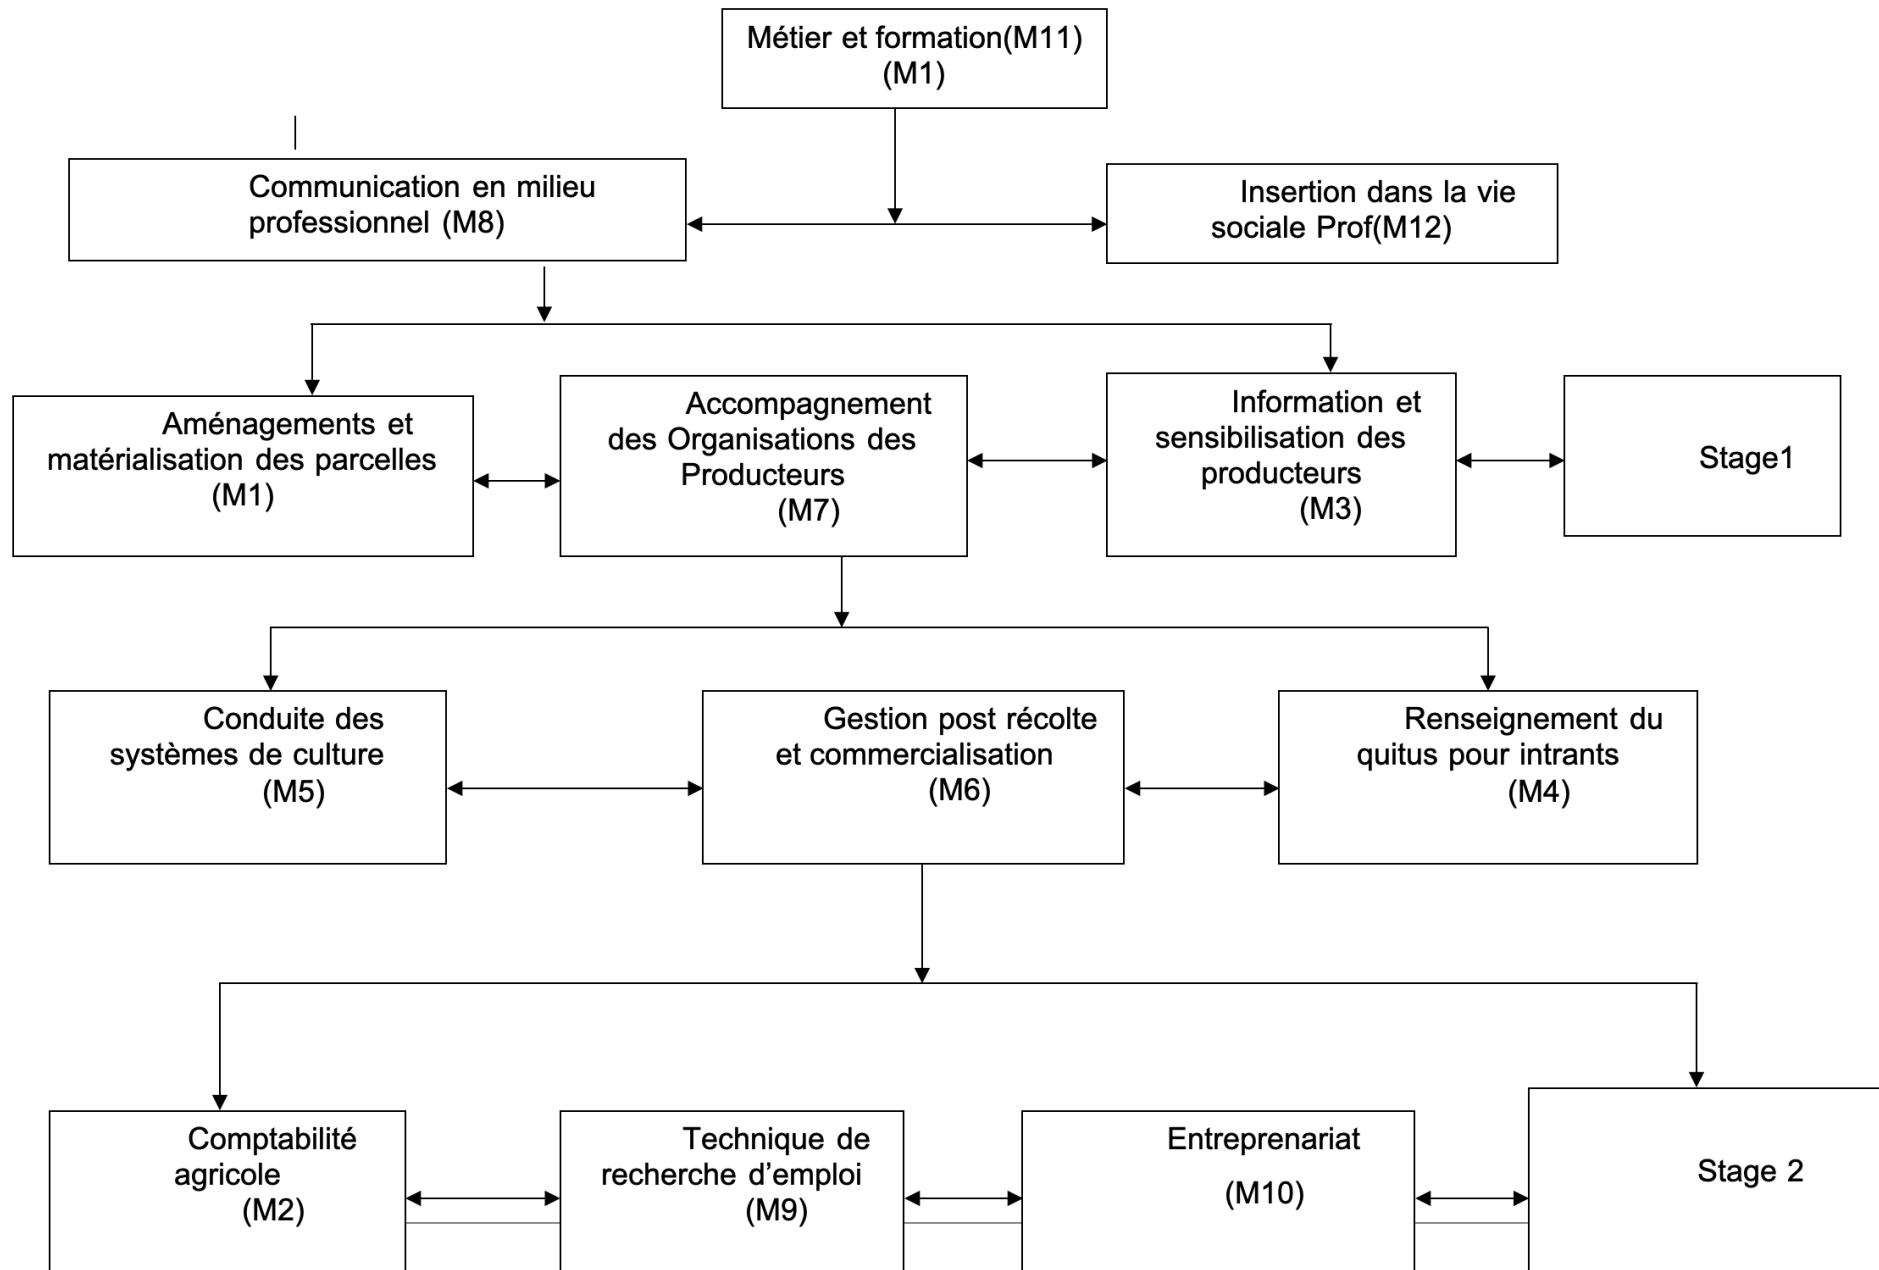 Métier et formation(M11)
(M1)
Communication en milieu
professionnel (M8)
Insertion dans la vie
sociale Prof(M12)
Aménagements et
matérialisation des parcelles
(M1)
Accompagnement
des Organisations des
Producteurs
(M7)
Information et
sensibilisation des
producteurs
(M3)
Stage1
Conduite des
systèmes de culture
(M5)
Gestion post récolte
et commercialisation
(M6)
Renseignement du
quitus pour intrants
(M4)
Comptabilité
agricole
(M2)
Technique de
recherche d’emploi
(M9)
Entreprenariat
(M10)
Stage 2